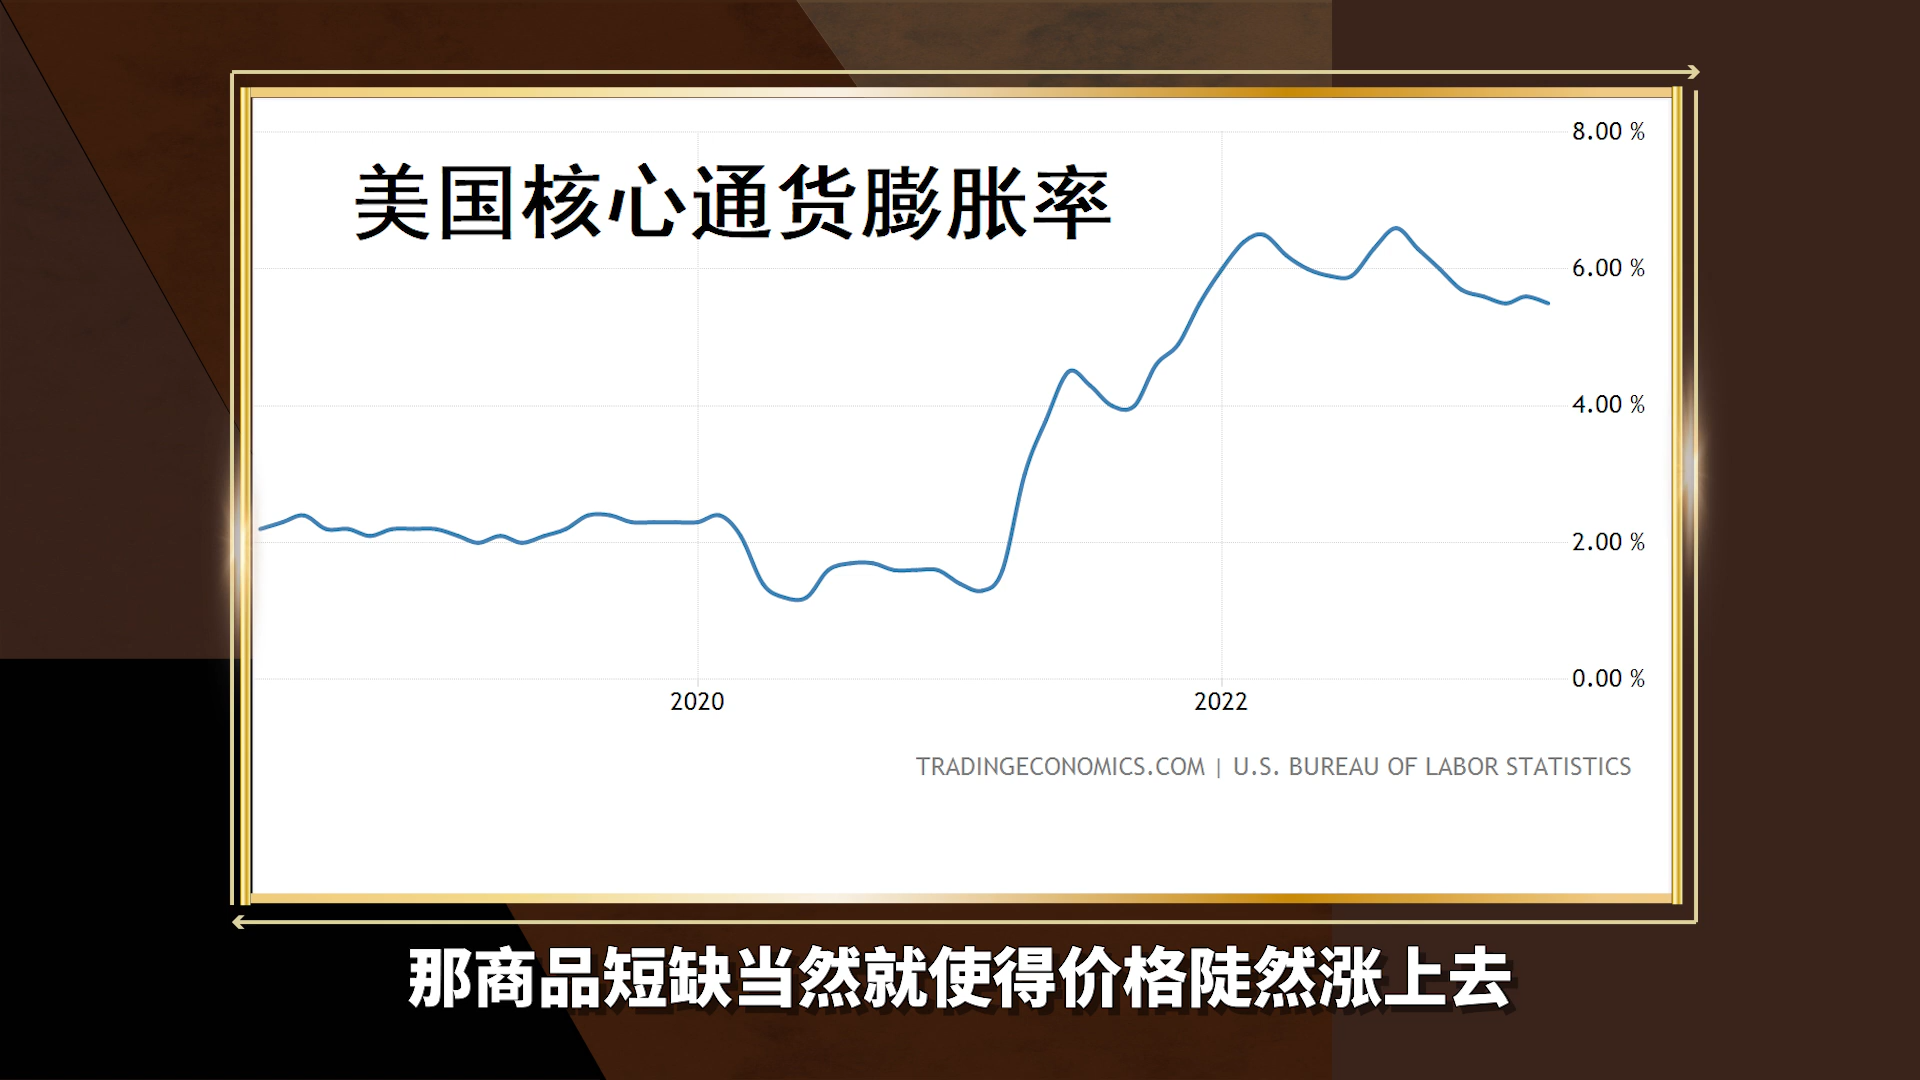 8.00 %
美国核心通货膨胀率
6.00 %
4.00 %
2.00 %
0.00 %
2020
2022
TRADINGECONOMICS.COM | U.S. BUREAU OF LABOR STATISTICS
那商品短缺当然就使得价格陡然涨上去